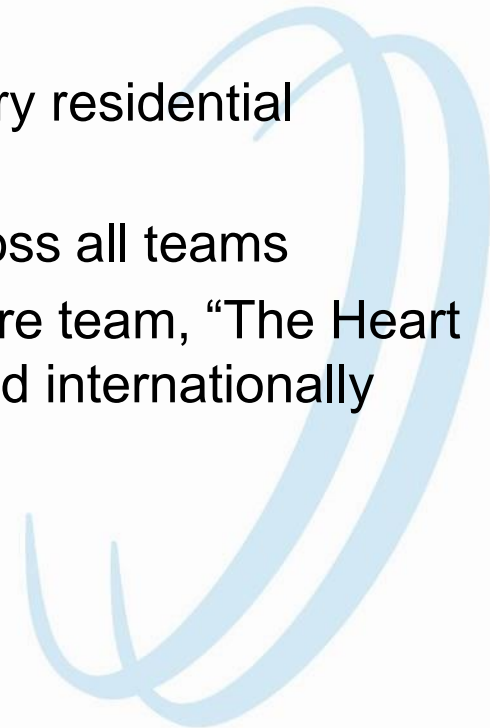 ry residential
oss all teams
re team, “The Heart
d internationally